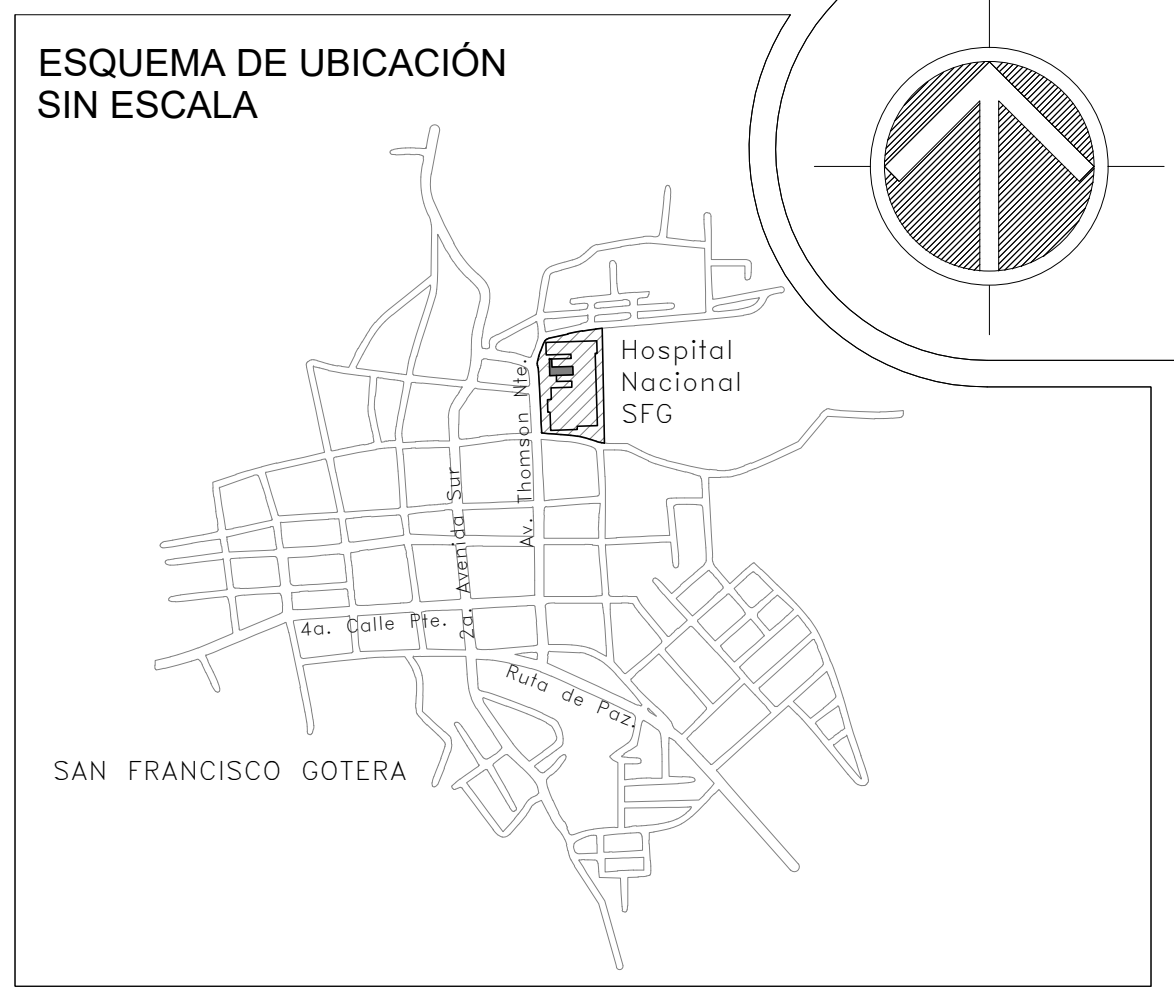 ESQUEMA DE UBICACIÓN
SIN ESCALA
Hospital
Nacional
SFG
Av. Thomson Nte.
2a. Avenida Sur
4a. Calle Pte.
Ruta de Paz.
SAN FRANCISCO GOTERA